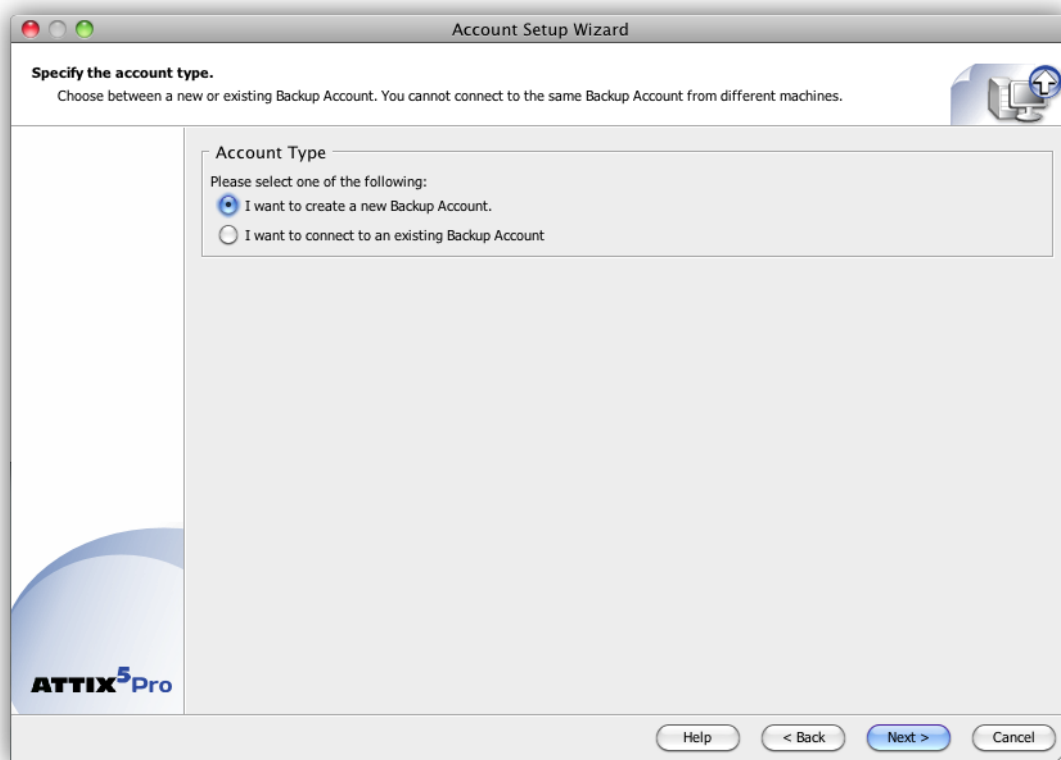 Account Setup Wizard
Specify the account type.
Choose between a new or existing Backup Account. You cannot connect to the same Backup Account from different machines.
Account Type
Please select one of the following:
I want to create a new Backup Account.
I want to connect to an existing Backup Account
ATTIX5Pro
Help < Back Next > Cancel